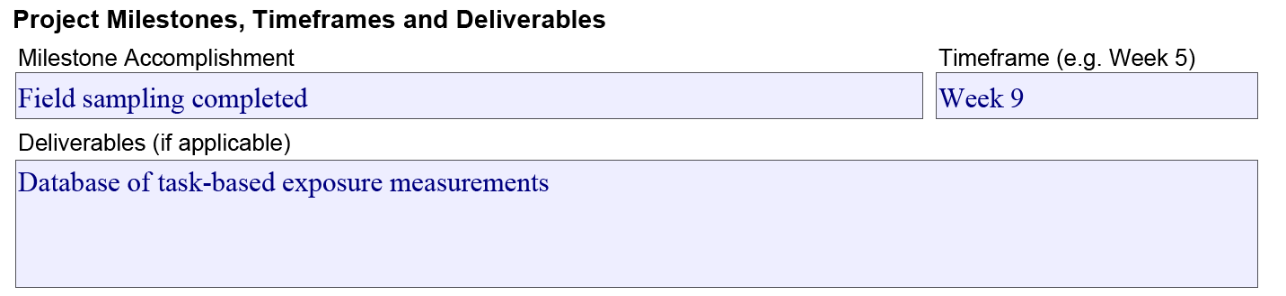 Project Milestones, Timeframes and Deliverables
Milestone Accomplishment
Timeframe (e.g. Week 5)
Field sampling completed
Week 9
Deliverables (if applicable)
Database of task-based exposure measurements